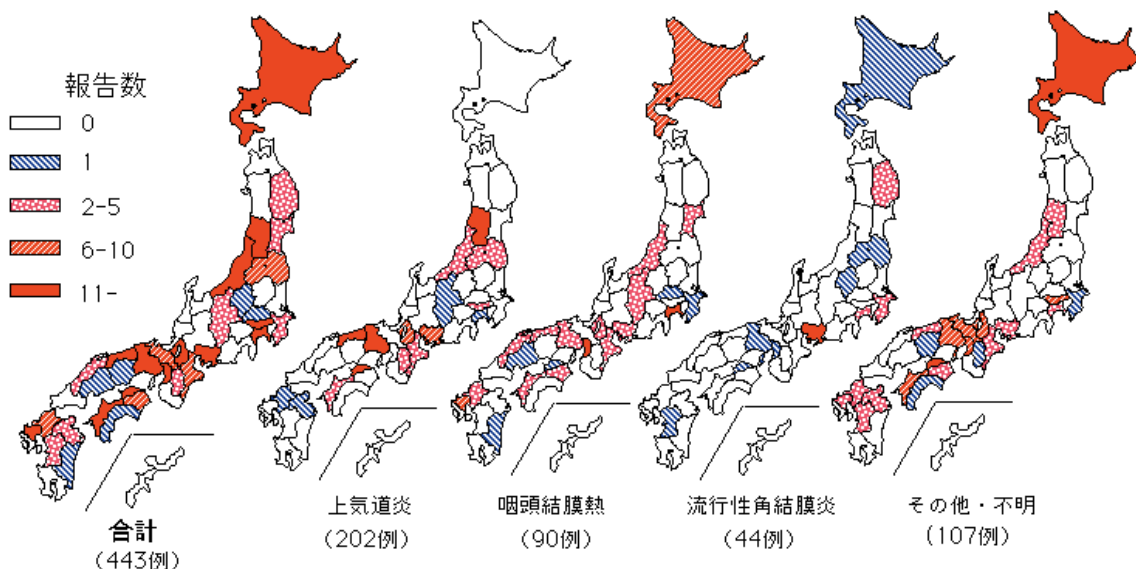 報告数
0
1
2-5
6-10
11-
合計
(443例)
上気道炎
(202例)
咽頭結膜熱
(90例)
流行性角結膜炎
(44例)
その他・不明
(107例)